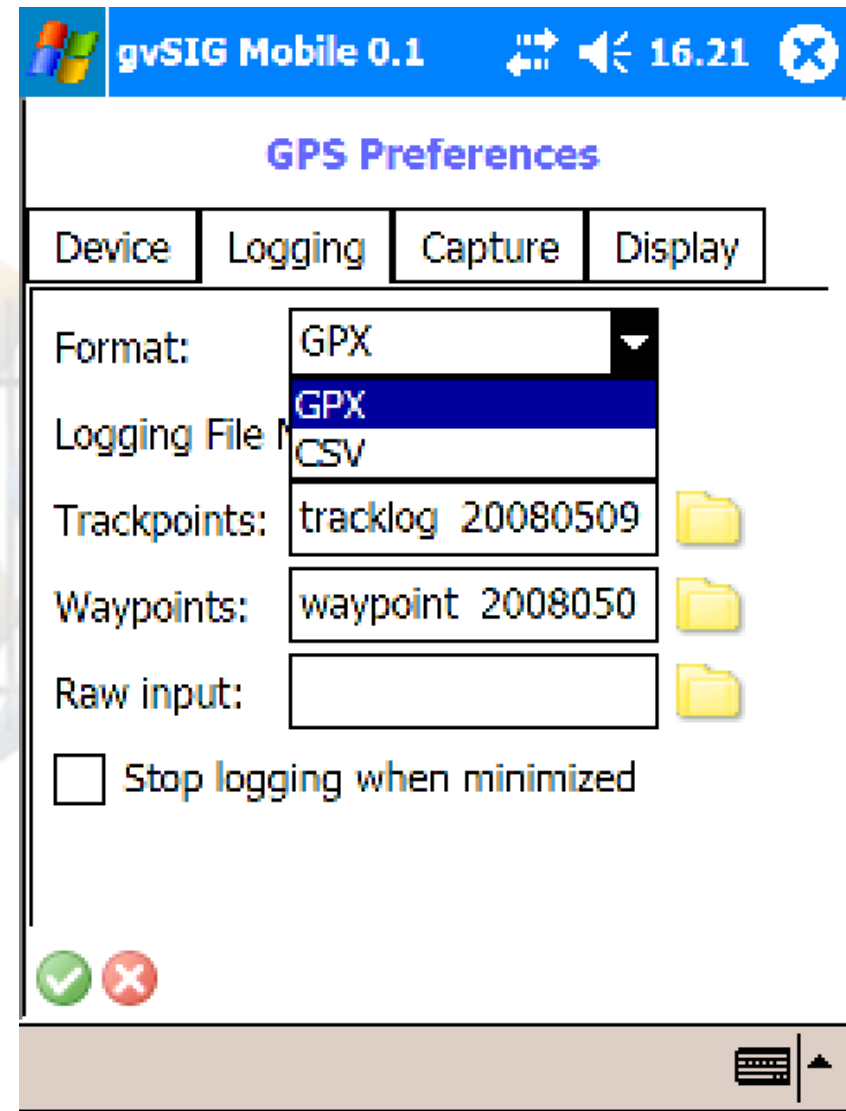 gvSIG Mobile 0.1 16.21
GPS Preferences
Device Logging Capture Display
Format: GPX
GPX
Logging File
CSV
Trackpoints: tracklog 20080509
Waypoints: waypoint 2008050
Raw input:
Stop logging when minimized